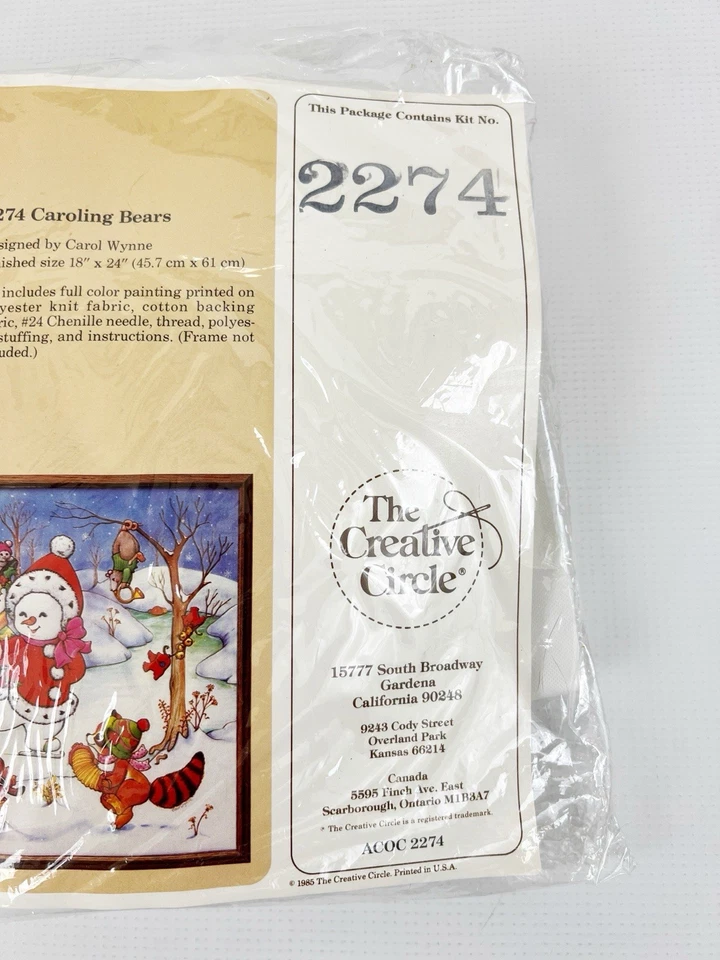 274 Caroling Bears
signed by Carol Wynne
ished size 18" x 24" (45.7 cm x 61 cm)
includes full color painting printed on
yester knit fabric, cotton backing
ric, #24 Chenille needle, thread, polyes-
stuffing, and instructions. (Frame not
uded.)
This Package Contains Kit No.
2274
The
Creative
Circle®
15777 South Broadway
Gardena
California 90248
9243 Cody Street
Overland Park
Kansas 66214
Canada
5595 Finch Ave. East
Scarborough, Ontario M1B3A7
* The Creative Circle is a registered trademark.
ACOC 2274
© 1985 The Creative Circle. Printed in U.S.A.